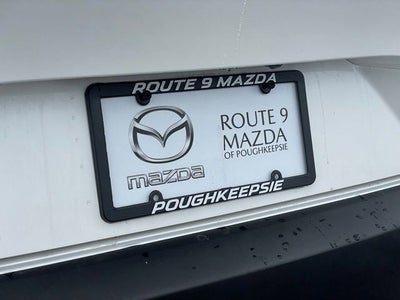 ROUTE 9 MAZDA
mazda
ROUTE 9
MAZDA
OF POUGHKEEPSIE
POUGHKEEPSIE